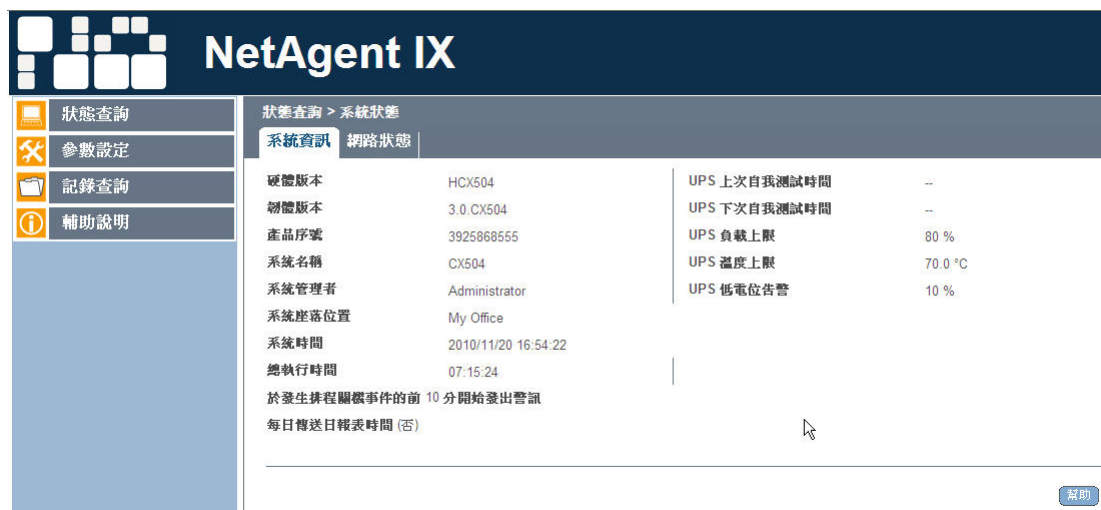 NetAgent IX
狀態查詢
參數設定
記錄查詢
輔助說明
狀態查詢 > 系統狀態
系統資訊 網路狀態
硬體版本 HCX504 UPS 上次自我測試時間 --
韌體版本 3.0.CX504 UPS 下次自我測試時間 --
產品序號 3925868555 UPS 負載上限 80 %
系統名稱 CX504 UPS 溫度上限 70.0 °C
系統管理者 Administrator UPS 低電位告警 10 %
系統座落位置 My Office
系統時間 2010/11/20 16:54:22
總執行時間 07:15:24
於發生排程關機事件的前 10 分開始發出警訊
每日傳送日報表時間 (否)
幫助